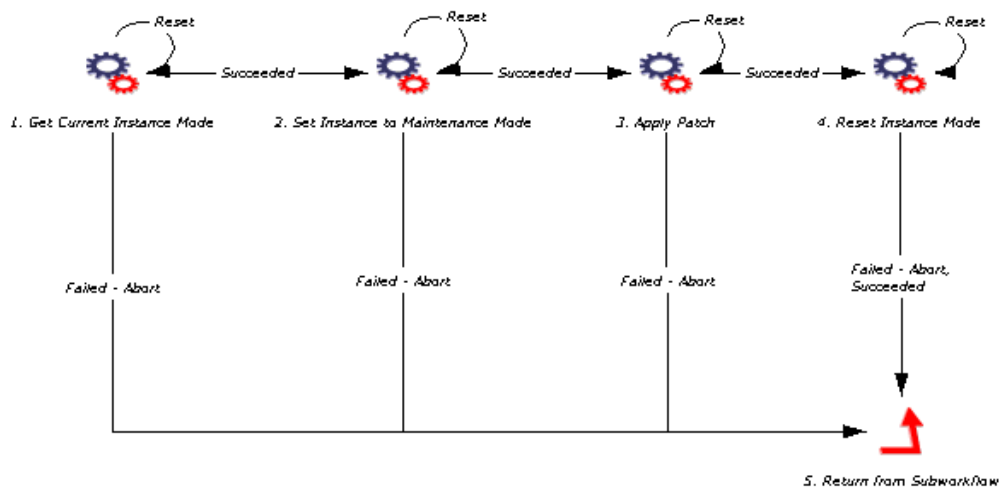 Reset
Reset
Reset
Reset
Succeeded
Succeeded
Succeeded
1. Get Current Instance Mode
2. Set Instance to Maintenance Mode
3. Apply Patch
4. Reset Instance Mode
Failed - Abort
Failed - Abort
Failed - Abort
Failed - Abort,
Succeeded
5. Return from Subworkflow